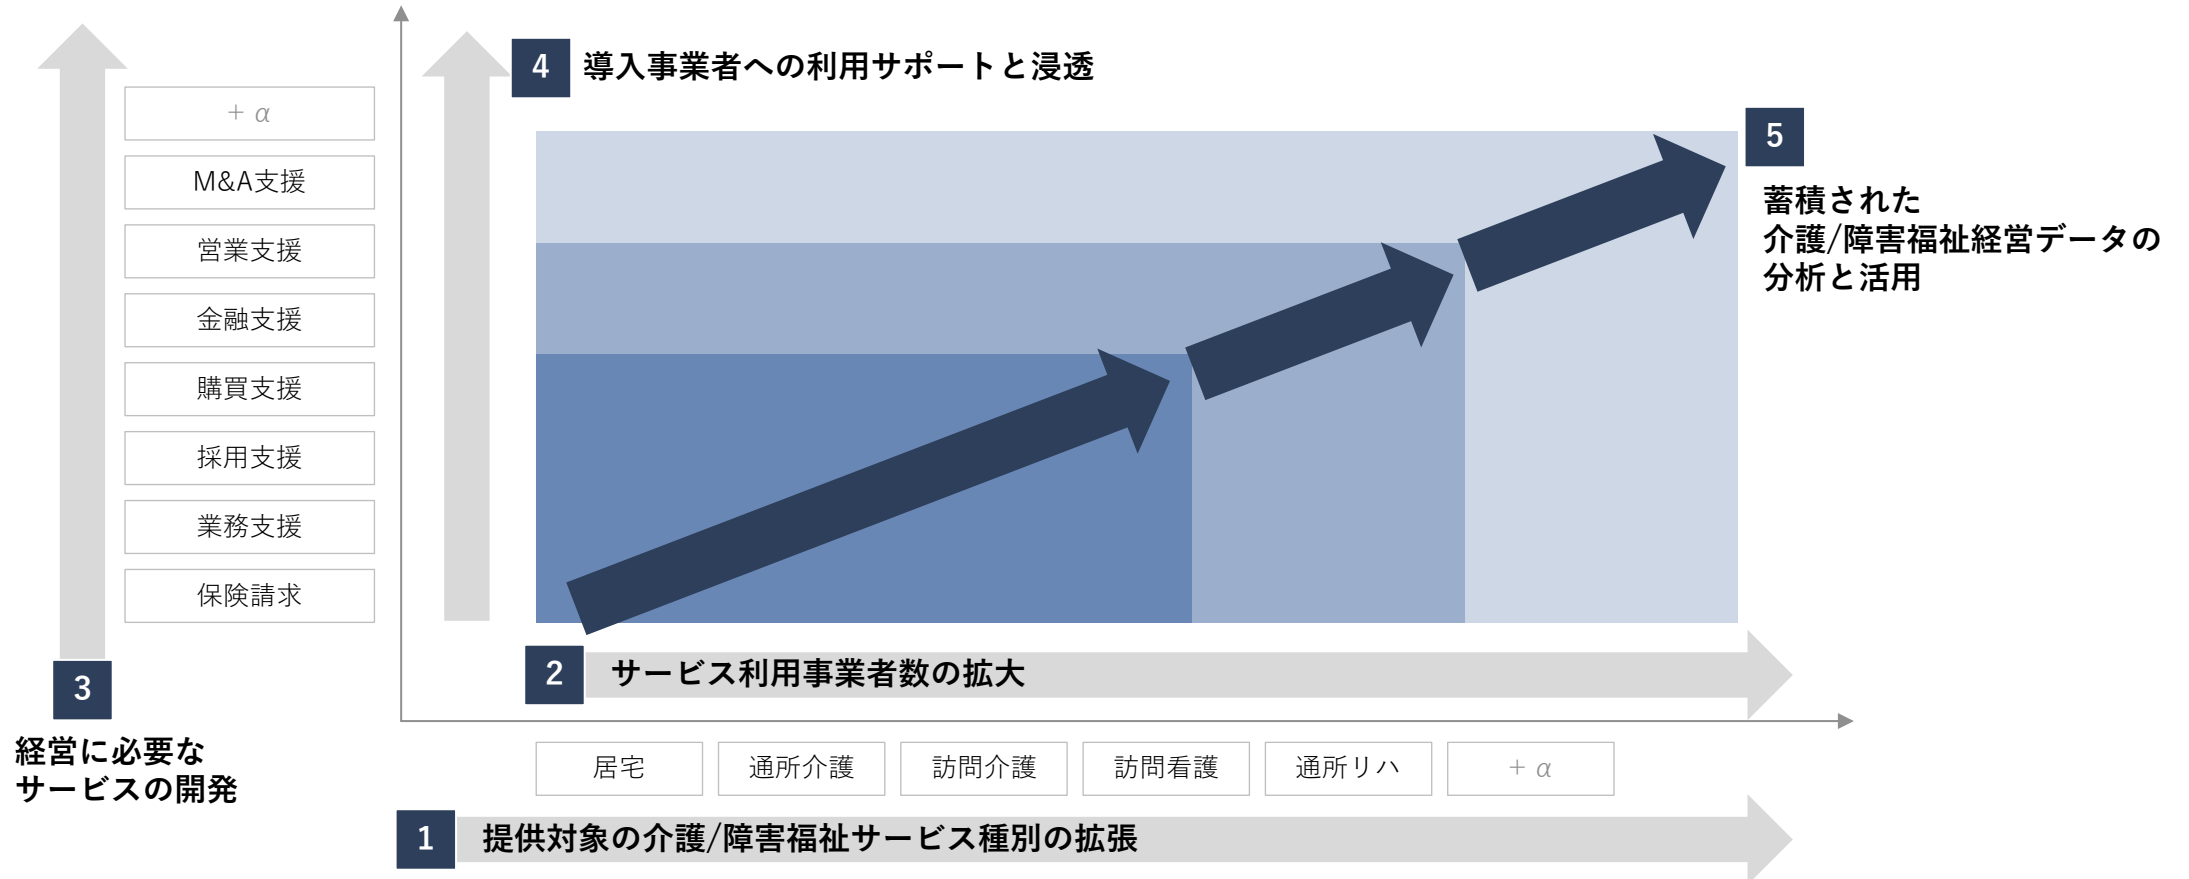 4
導入事業者への利用サポートと浸透
+ α
M&A支援
営業支援
金融支援
購買支援
採用支援
業務支援
保険請求
5
蓄積された
介護/障害福祉経営データの
分析と活用
3
経営に必要な
サービスの開発
2
サービス利用事業者数の拡大
居宅
通所介護
訪問介護
訪問看護
通所リハ
+ α
1
提供対象の介護/障害福祉サービス種別の拡張